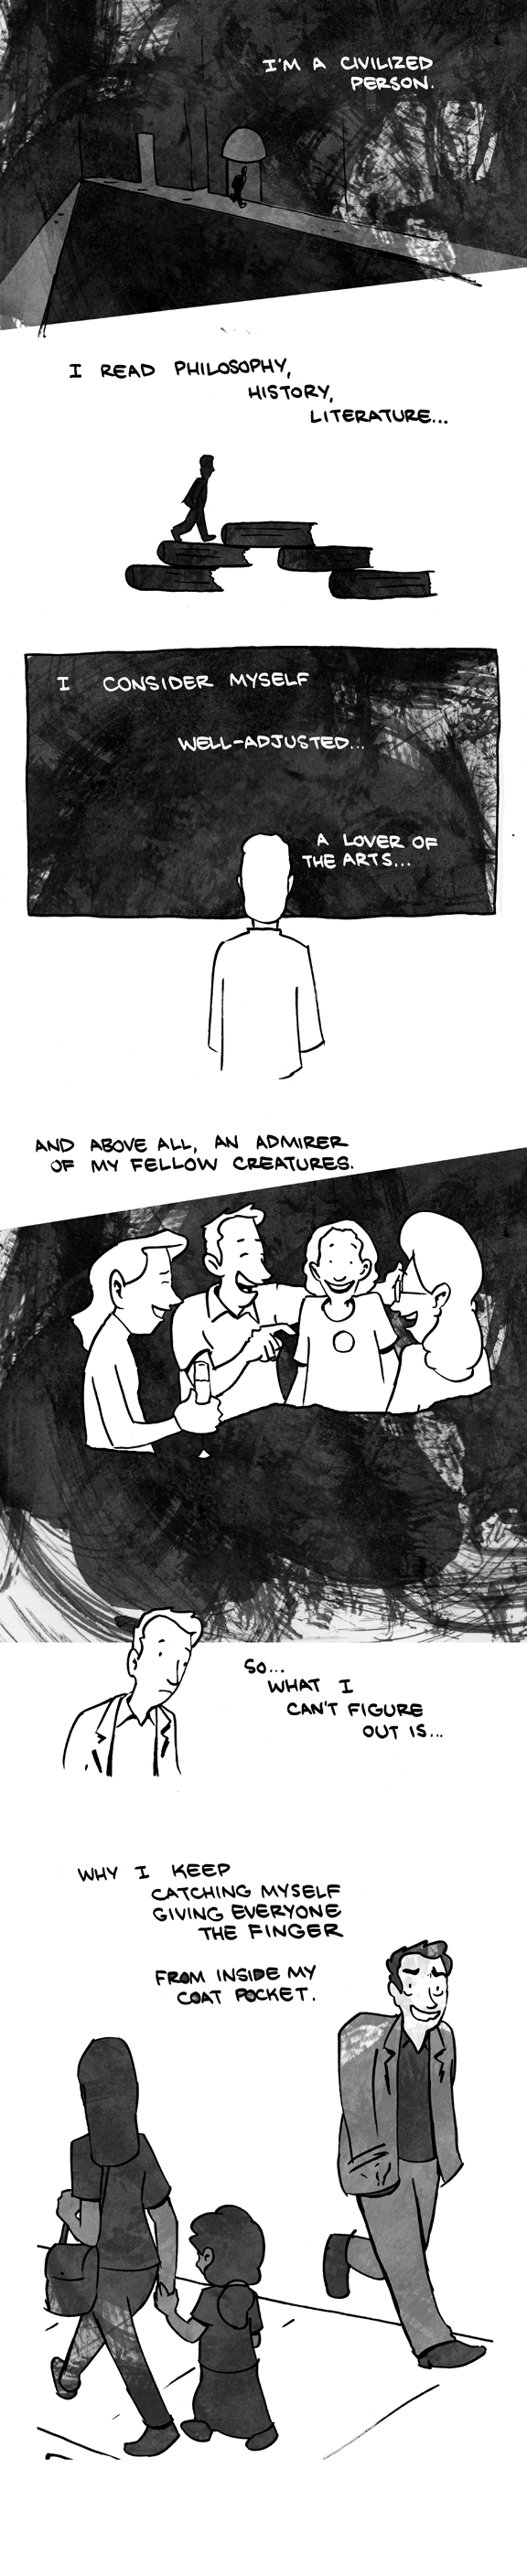 I'M A CIVILIZED
PERSON.
I READ PHILOSOPHY,
HISTORY,
LITERATURE...
I CONSIDER MYSELF
WELL-ADJUSTED...
A LOVER OF
THE ARTS...
AND ABOVE ALL, AN ADMIRER
OF MY FELLOW CREATURES.
SO...
WHAT I
CAN'T FIGURE
OUT IS...
WHY I KEEP
CATCHING MYSELF
GIVING EVERYONE
THE FINGER
FROM INSIDE MY
COAT POCKET.